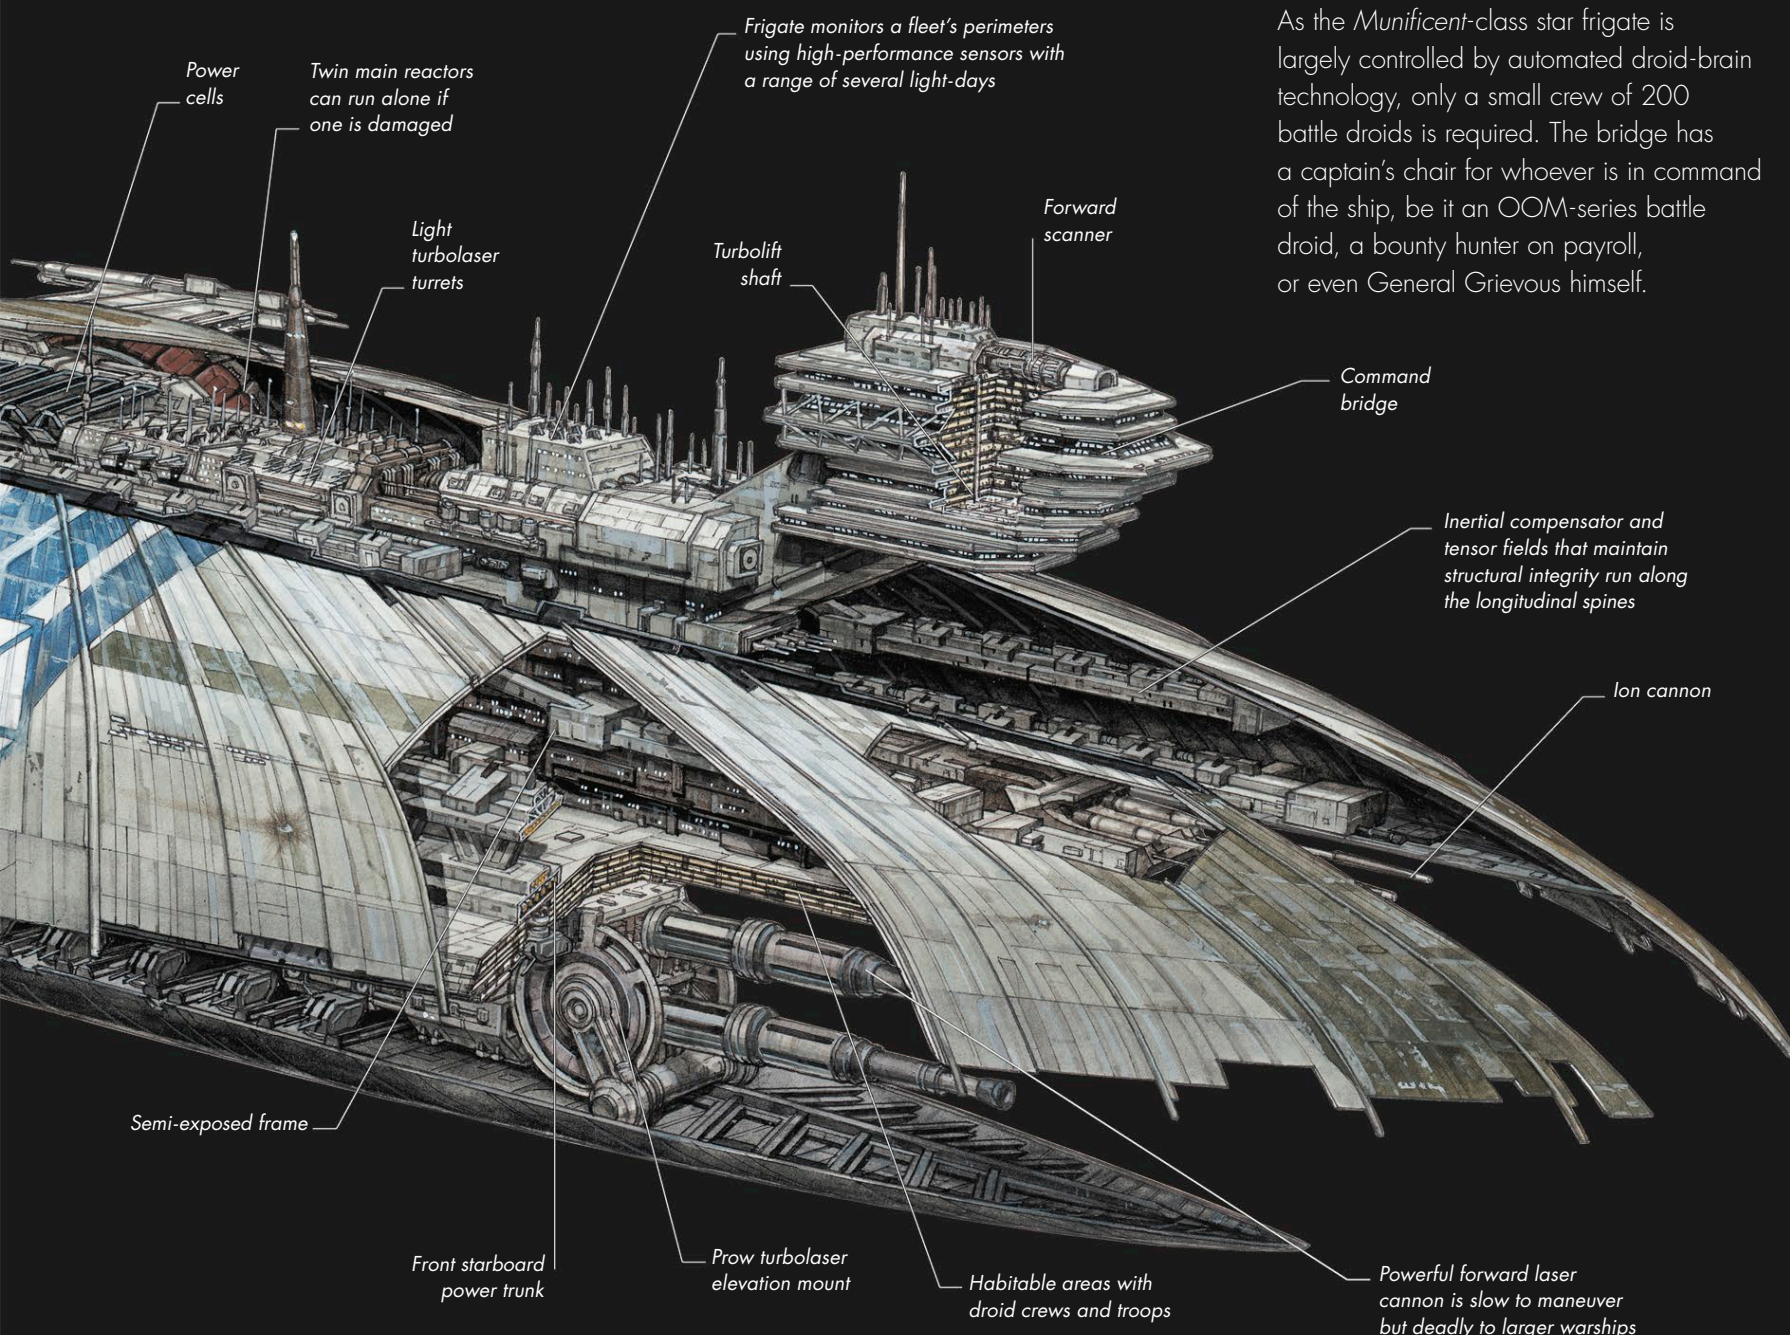 Frigate monitors a fleet's perimeters
using high-performance sensors with
a range of several light-days
As the Munificent-class star frigate is
largely controlled by automated droid-brain
technology, only a small crew of 200
battle droids is required. The bridge has
a captain's chair for whoever is in command
of the ship, be it an OOM-series battle
droid, a bounty hunter on payroll,
or even General Grievous himself.
Power
cells
Twin main reactors
can run alone if
one is damaged
Light
turbolaser
turrets
Turbolift
shaft
Forward
scanner
Command
bridge
Inertial compensator and
tensor fields that maintain
structural integrity run along
the longitudinal spines
Ion cannon
Semi-exposed frame
Front starboard
power trunk
Prow turbolaser
elevation mount
Habitable areas with
droid crews and troops
Powerful forward laser
cannon is slow to maneuver
but deadly to larger warships